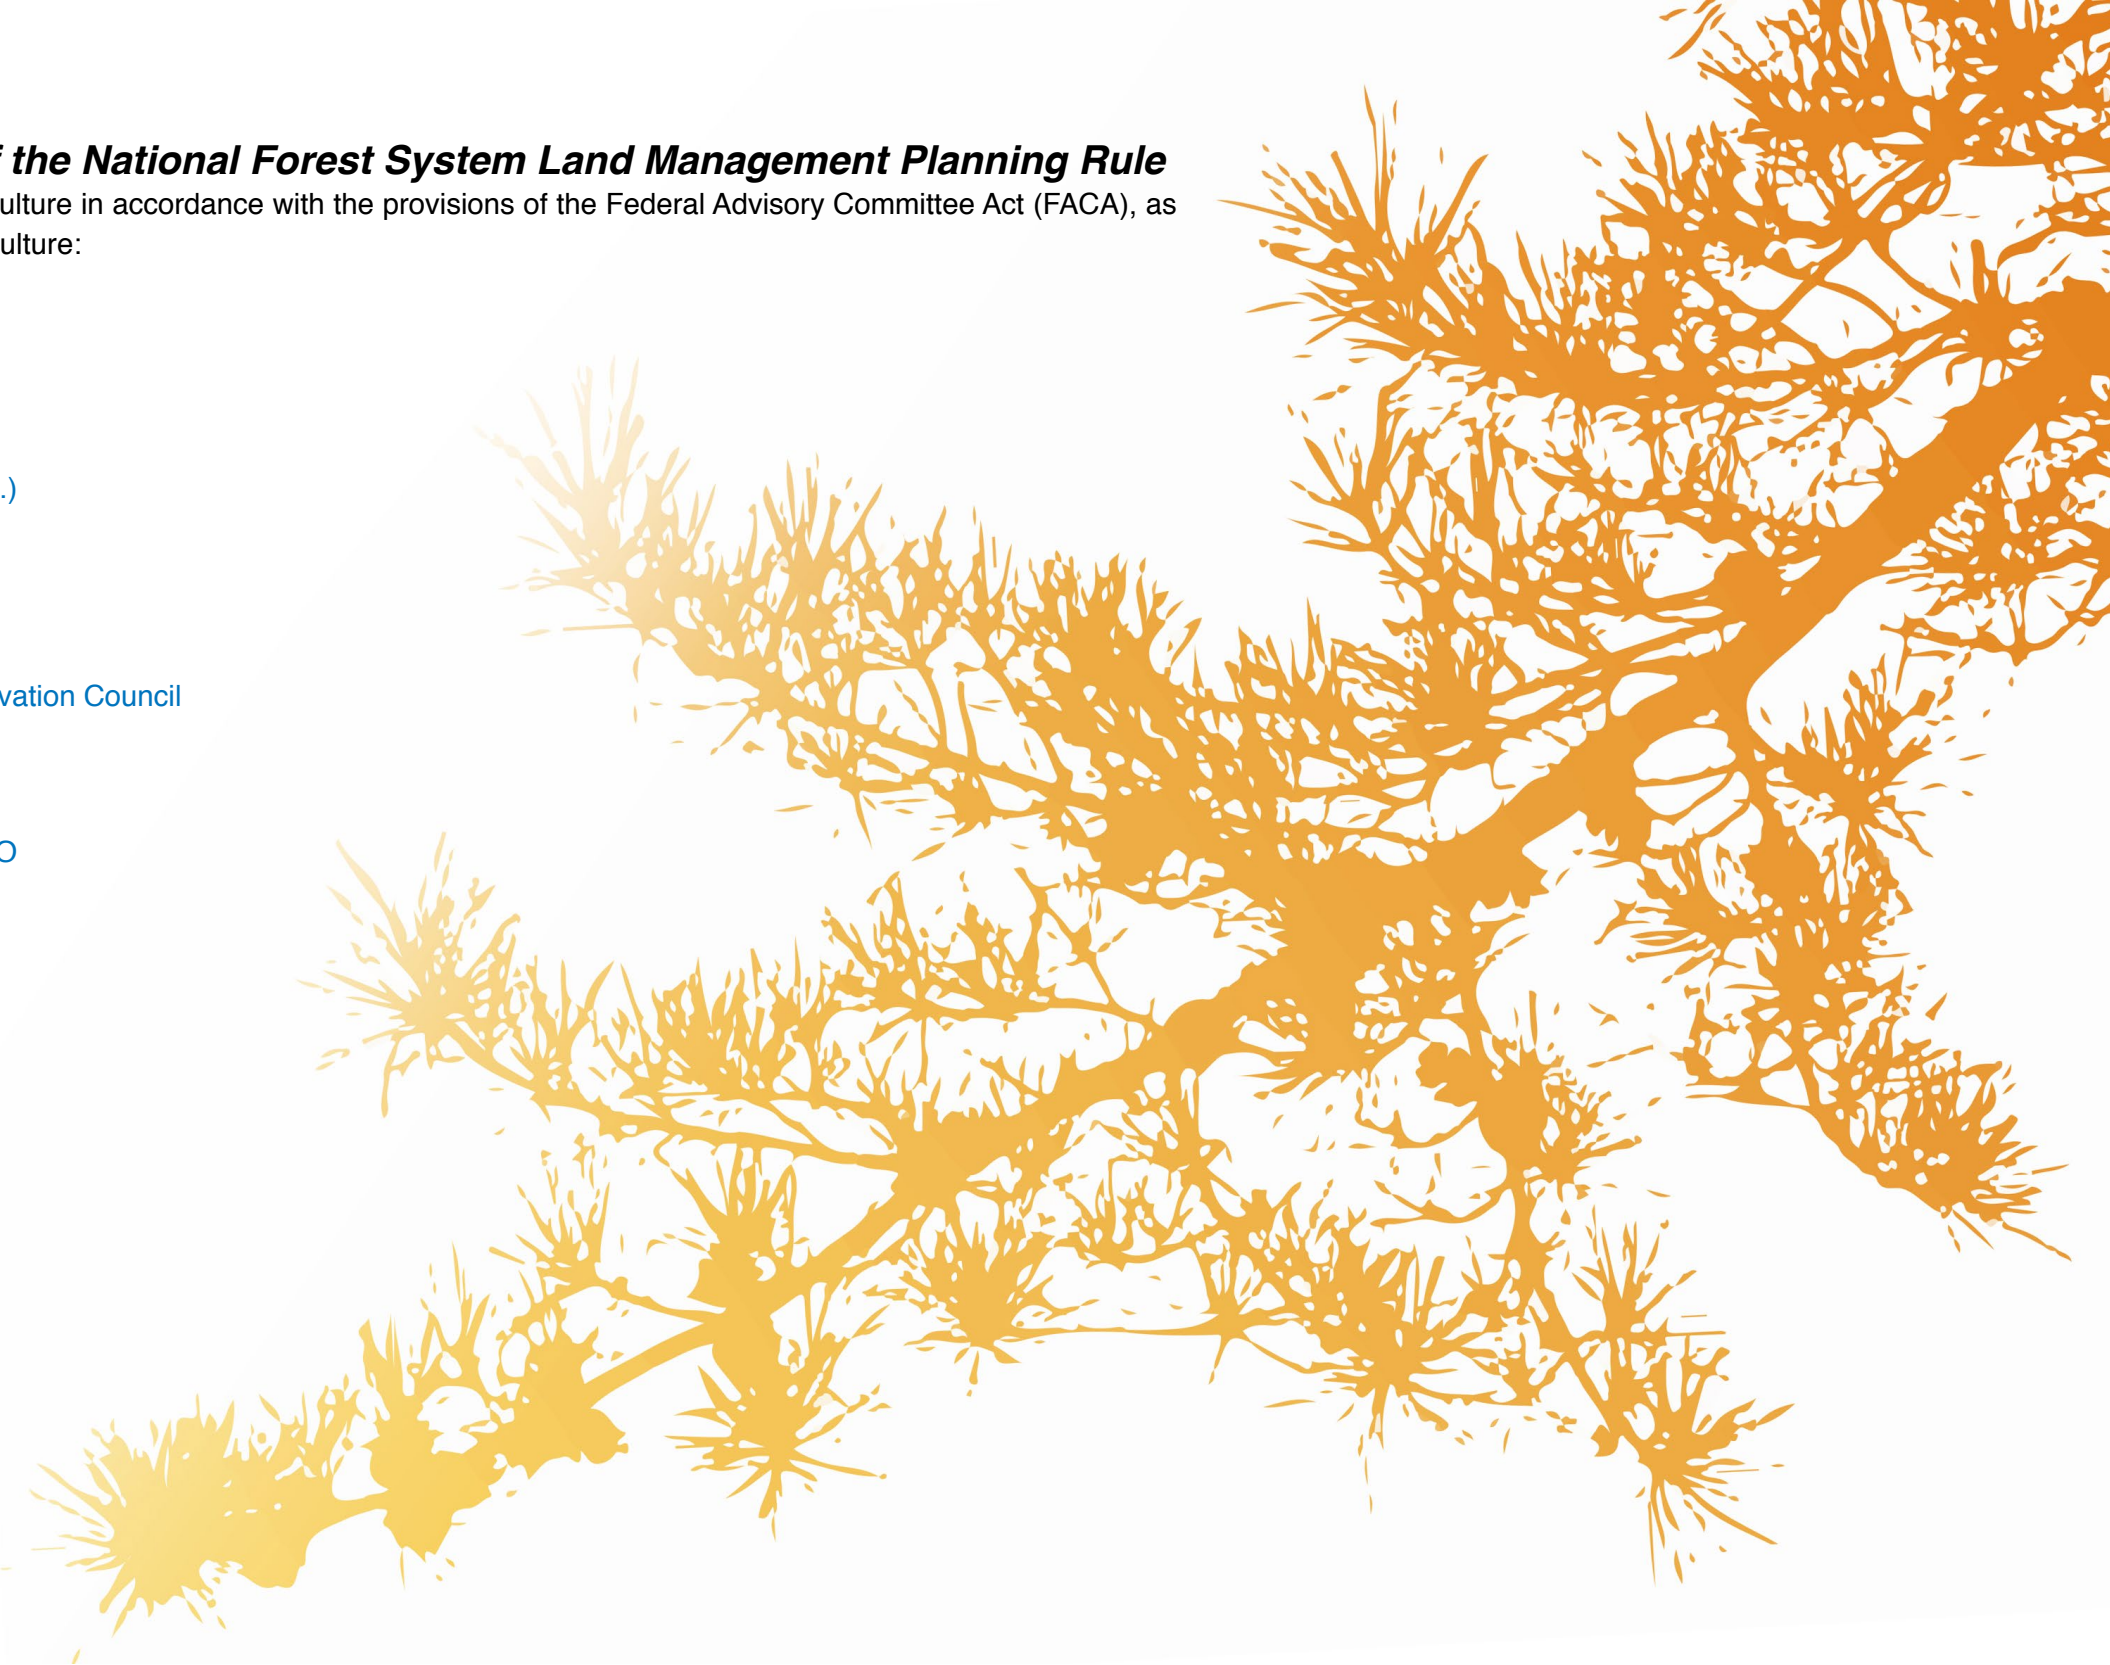 f the National Forest System Land Management Planning Rule
ulture in accordance with the provisions of the Federal Advisory Committee Act (FACA), as
ulture:
.)
vation Council
O